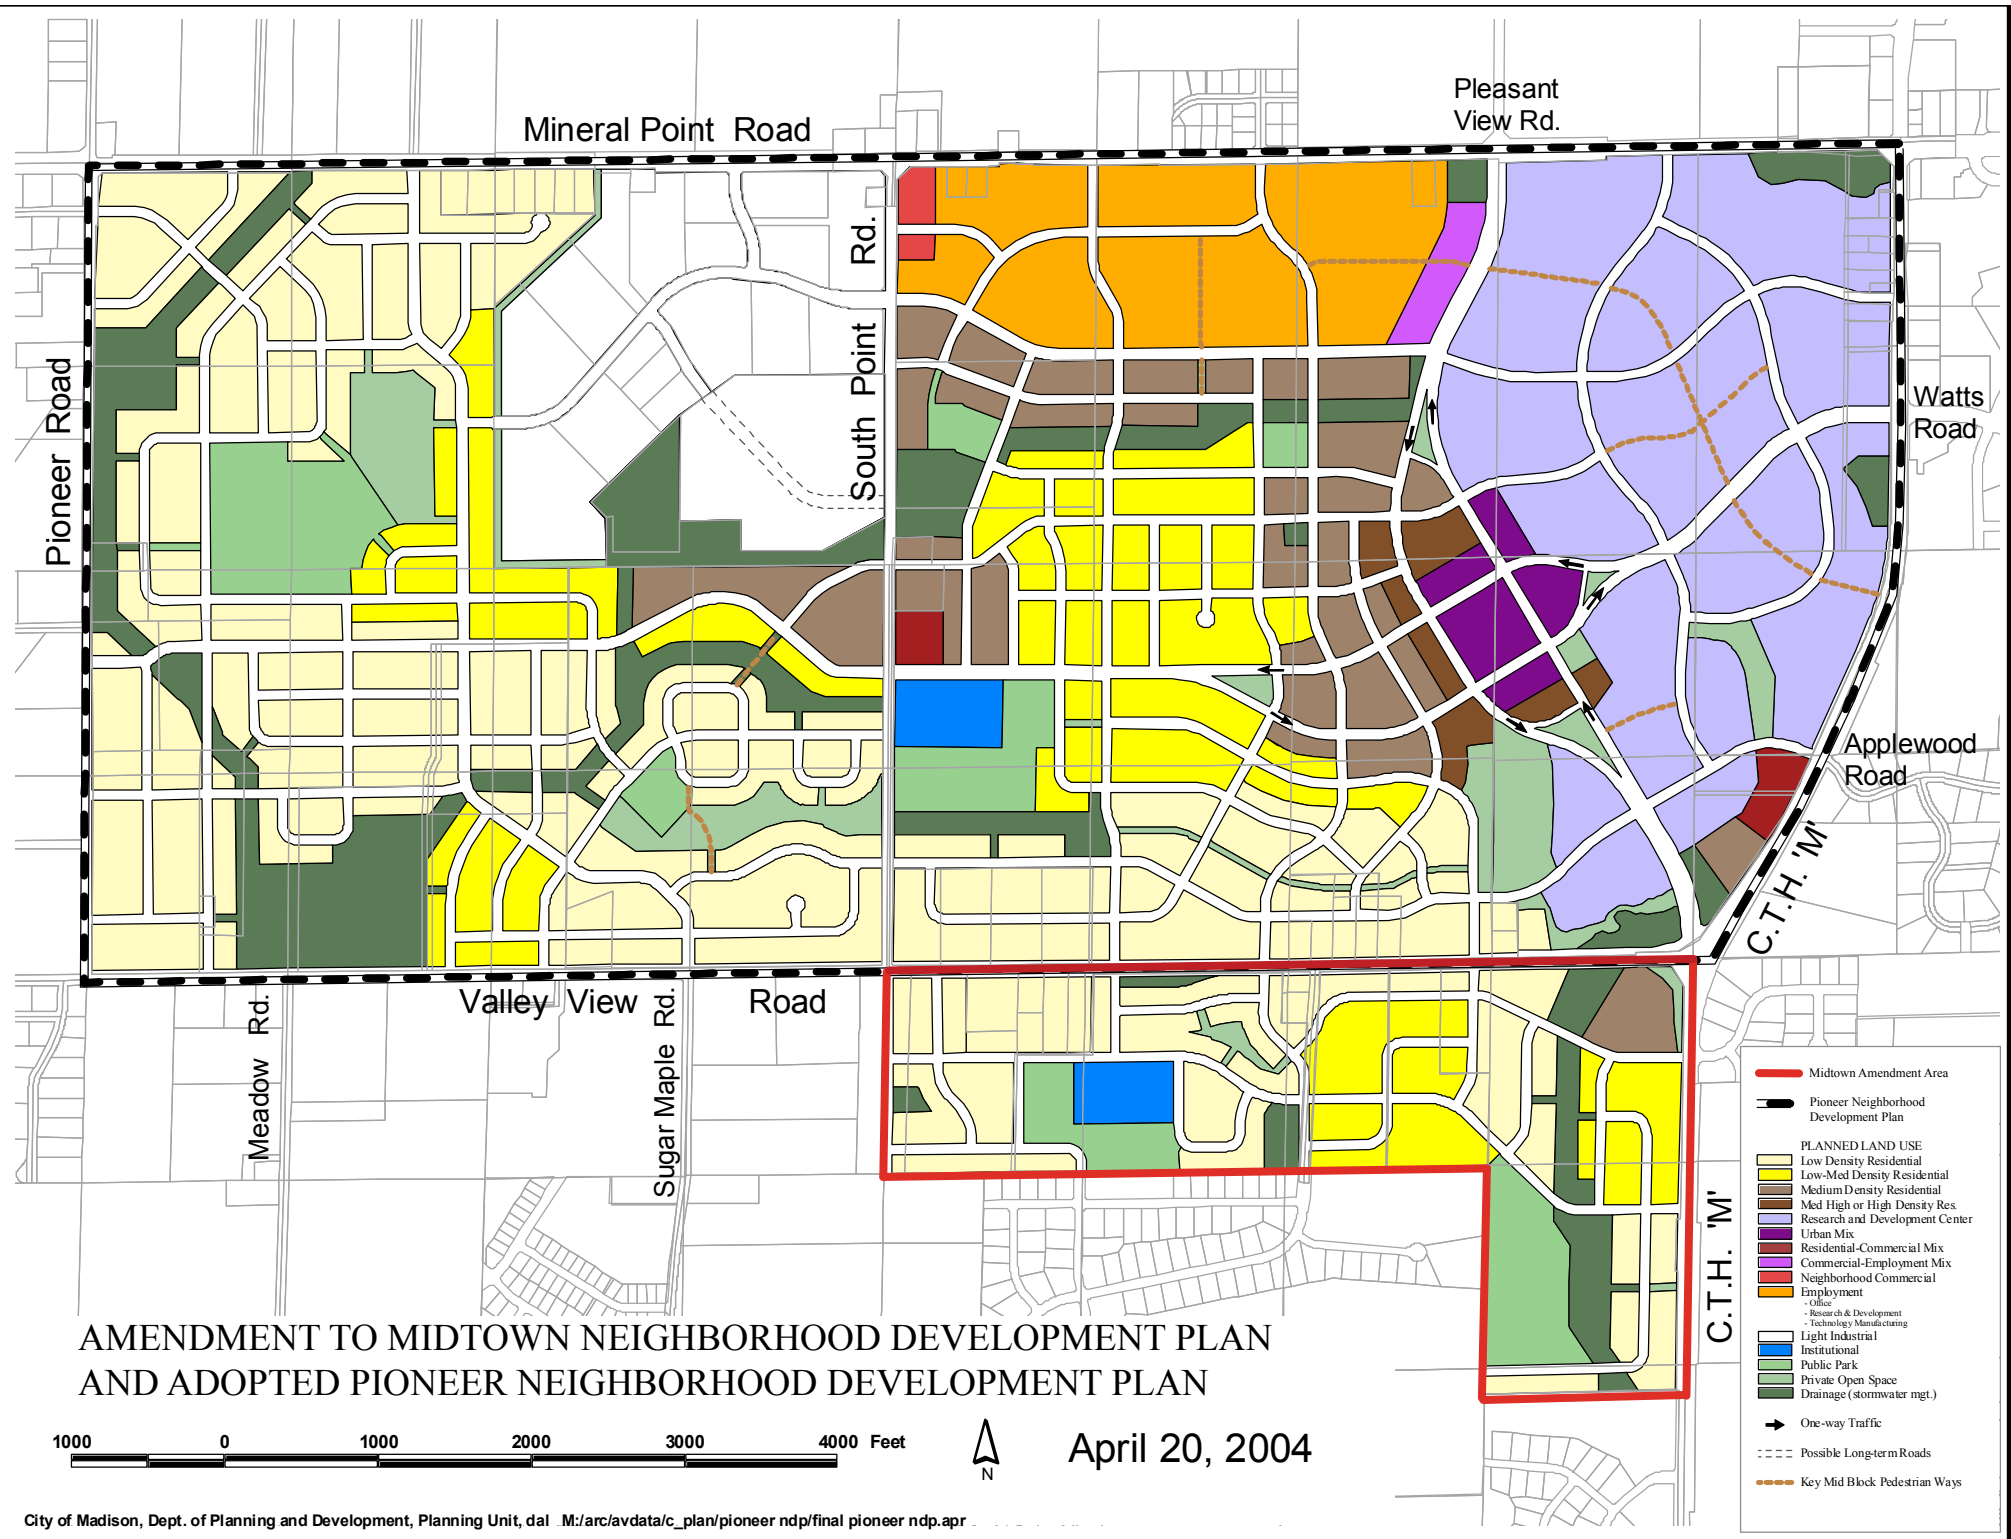 Pleasant
View Rd.
Mineral Point Road
Pioneer Road
South Point Rd.
Watts
Road
Applewood
Road
C.T.H. 'M'
Valley View Road
Meadow Rd.
Sugar Maple Rd.
C.T.H. 'M'
Midtown Amendment Area
Pioneer Neighborhood
Development Plan
PLANNED LAND USE
Low Density Residential
Low-Med Density Residential
Medium Density Residential
Med High or High Density Res.
Research and Development Center
Urban Mix
Residential-Commercial Mix
Commercial-Employment Mix
Neighborhood Commercial
Employment
- Office
- Research & Development
- Technology Manufacturing
Light Industrial
Institutional
Public Park
Private Open Space
Drainage (stormwater mgt.)
One-way Traffic
Possible Long-term Roads
Key Mid Block Pedestrian Ways
AMENDMENT TO MIDTOWN NEIGHBORHOOD DEVELOPMENT PLAN
AND ADOPTED PIONEER NEIGHBORHOOD DEVELOPMENT PLAN
1000 0 1000 2000 3000 4000 Feet
N
April 20, 2004
City of Madison, Dept. of Planning and Development, Planning Unit, dal M:/arc/avdata/c_plan/pioneer ndp/final pioneer ndp.apr